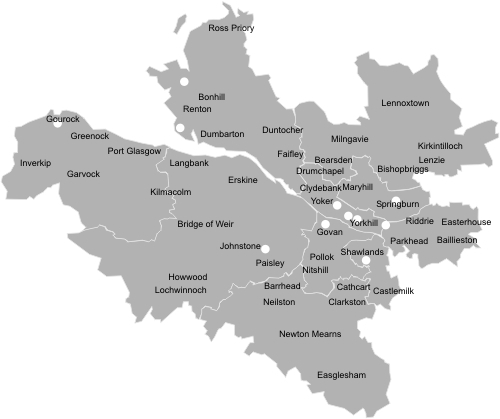 Ross Priory
Bonhill
Renton
Lennoxtown
Gourock
Greenock
Dumbarton
Duntocher
Milngavie
Kirkintilloch
Port Glasgow
Faifley
Bearsden
Lenzie
Inverkip
Langbank
Drumchapel
Bishopbriggs
Garvock
Erskine
Clydebank
Maryhill
Kilmacolm
Yoker
Springburn
Bridge of Weir
Yorkhill
Riddrie
Easterhouse
Govan
Johnstone
Parkhead
Baillieston
Paisley
Pollok
Shawlands
Nitshill
Howwood
Lochwinnoch
Barrhead
Cathcart
Castlemilk
Neilston
Clarkston
Newton Mearns
Easglesham